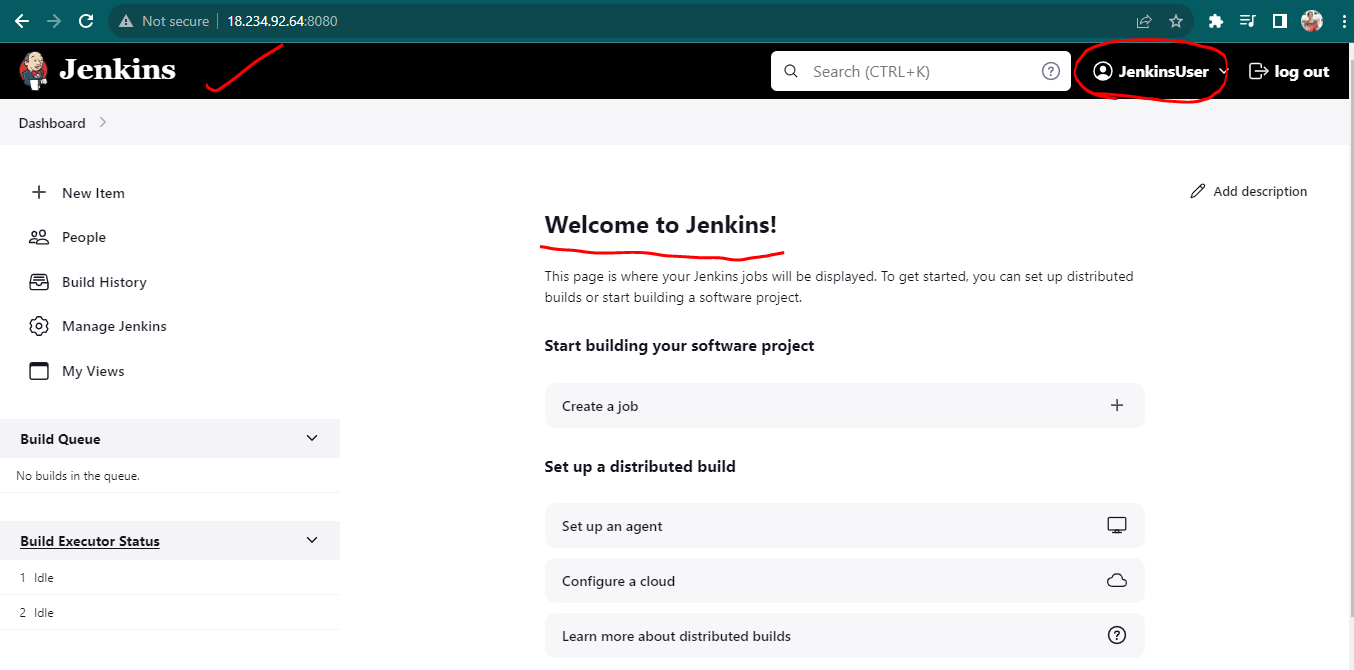 Not secure 18.234.92.64:8080
Jenkins Search (CTRL+K) JenkinsUser log out
Dashboard
New Item
People
Build History
Manage Jenkins
My Views
Build Queue
No builds in the queue.
Build Executor Status
1 Idle
2 Idle
Add description
Welcome to Jenkins!
This page is where your Jenkins jobs will be displayed. To get started, you can set up distributed
builds or start building a software project.
Start building your software project
Create a job
Set up a distributed build
Set up an agent
Configure a cloud
Learn more about distributed builds